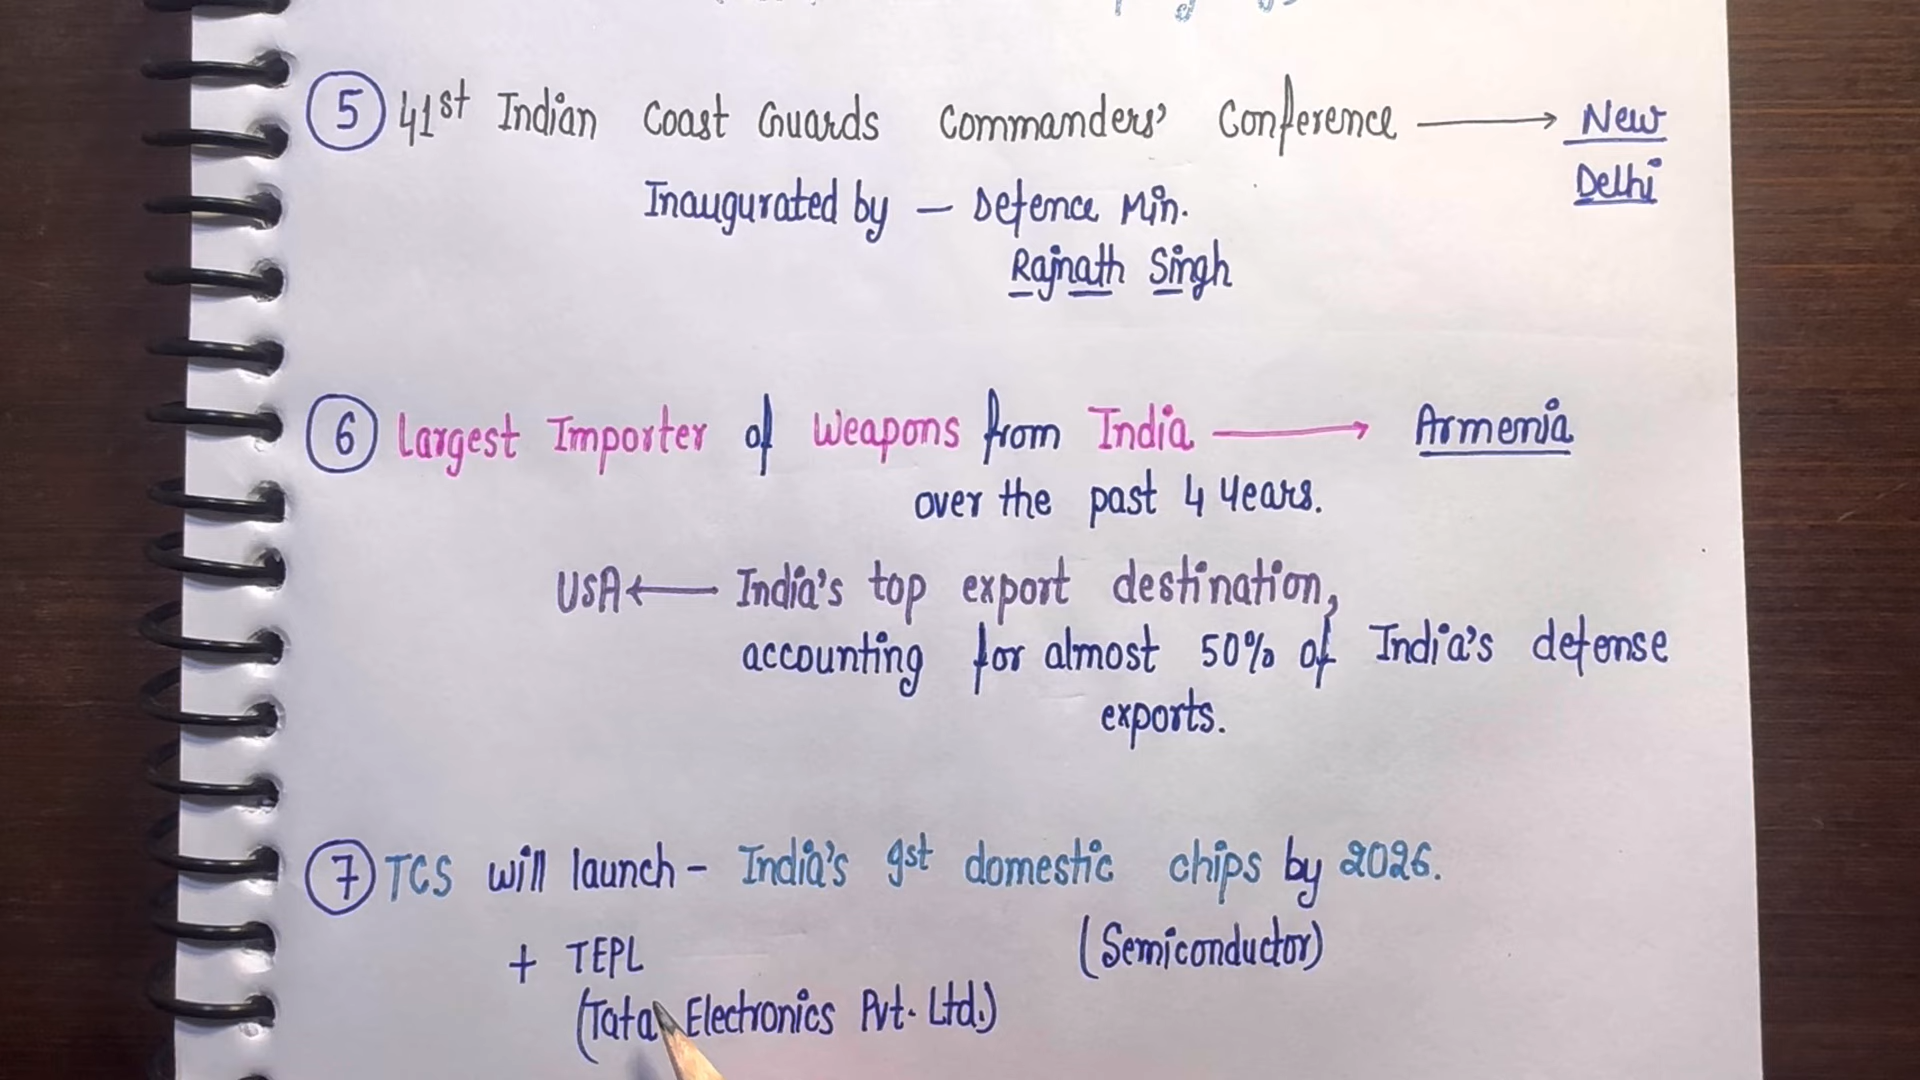 5 41st Indian Coast Guards Commanders' Conference → New
Delhi
Inaugurated by - Defence Min.
Rajnath Singh
6 Largest Importer of Weapons from India → Armenia
over the past 4 years.
USA ← India's top export destination,
accounting for almost 50% of India's defense
exports.
7 TCS will launch - India's 1st domestic chips by 2026.
+ TEPL (Semiconductor)
(Tata Electronics Pvt. Ltd.)